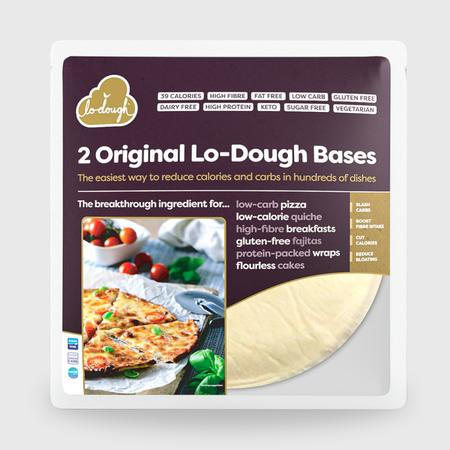 lo-dough
39 CALORIES HIGH FIBRE FAT FREE LOW CARB GLUTEN FREE
DAIRY FREE HIGH PROTEIN KETO SUGAR FREE VEGETARIAN
2 Original Lo-Dough Bases
The easiest way to reduce calories and carbs in hundreds of dishes
The breakthrough ingredient for...
low-carb pizza
low-calorie quiche
high-fibre breakfasts
gluten-free fajitas
protein-packed wraps
flourless cakes
SLASH
CARBS
BOOST
FIBRE INTAKE
CUT
CALORIES
REDUCE
BLOATING